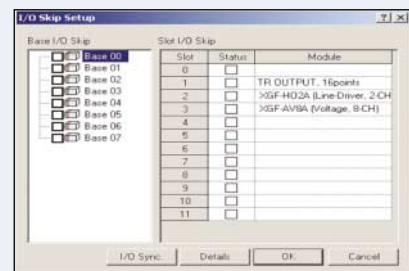 I/O Skip Setup
Base I/O Skip
Slot I/O Skip
Base 00
Base 01
Base 02
Base 03
Base 04
Base 05
Base 06
Base 07
Slot Status Module
0
1 TR OUTPUT, 16points
2 XGF-HO2A (Line-Driver, 2-CH
3 XGF-AV8A (Voltage, 8-CH)
4
5
6
7
8
9
10
11
I/O Sync. Details OK Cancel